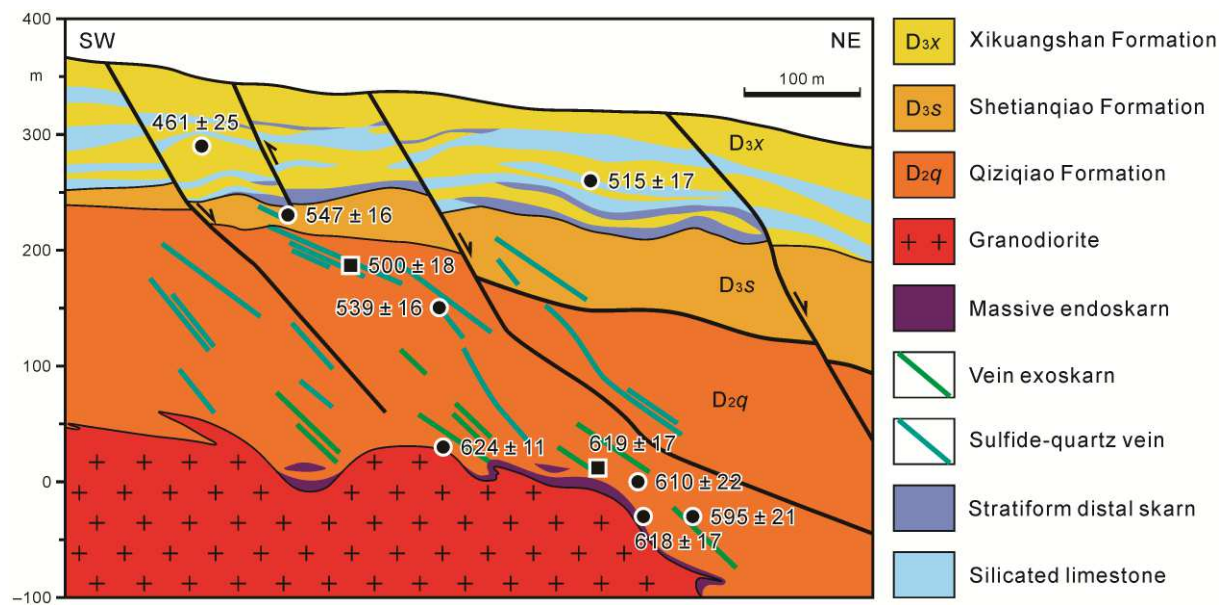 400
SW
NE
m
100 m
300
461 ± 25
D3x
515 ± 17
547 ± 16
200
500 ± 18
D3s
539 ± 16
100
D2q
624 ± 11
619 ± 17
0
610 ± 22
595 ± 21
618 ± 17
–100
D3x Xikuangshan Formation
D3s Shetianqiao Formation
D2q Qiziqiao Formation
Granodiorite
Massive endoskarn
Vein exoskarn
Sulfide-quartz vein
Stratiform distal skarn
Silicated limestone